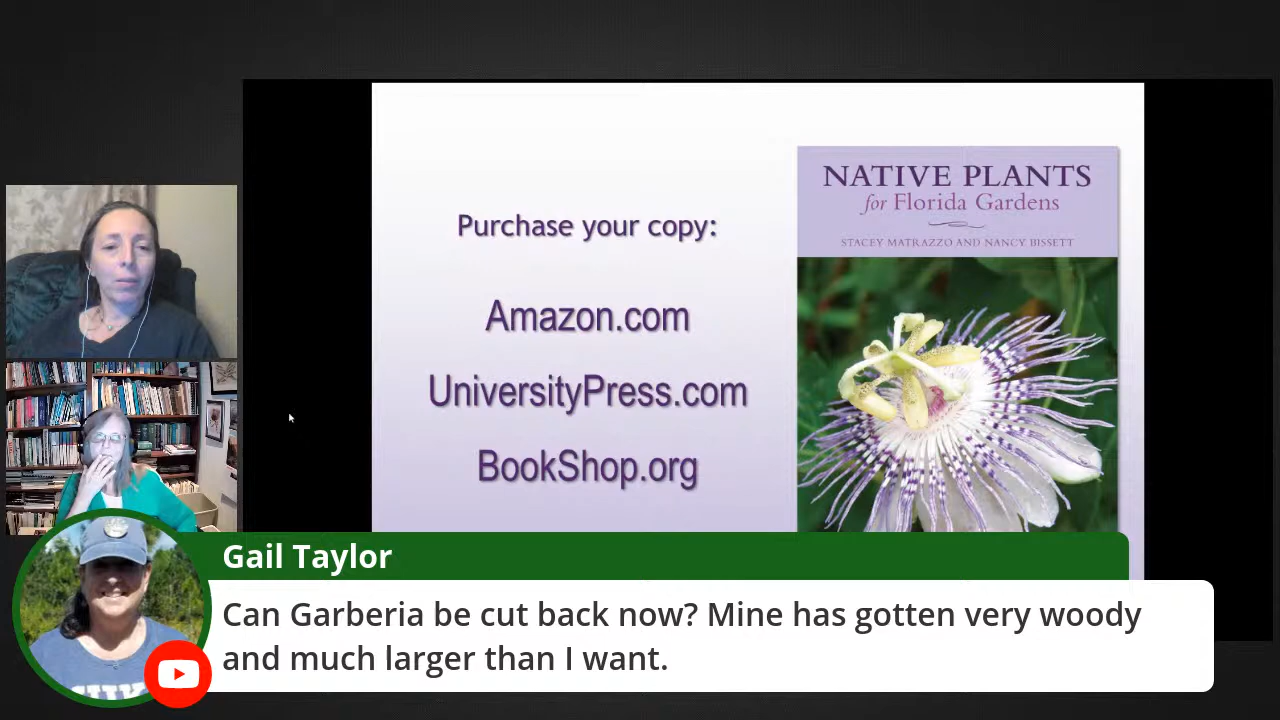 NATIVE PLANTS
for Florida Gardens
STACEY MATRAZZO AND NANCY BISSETT
Purchase your copy:
Amazon.com
UniversityPress.com
BookShop.org
Gail Taylor
Can Garberia be cut back now? Mine has gotten very woody
and much larger than I want.